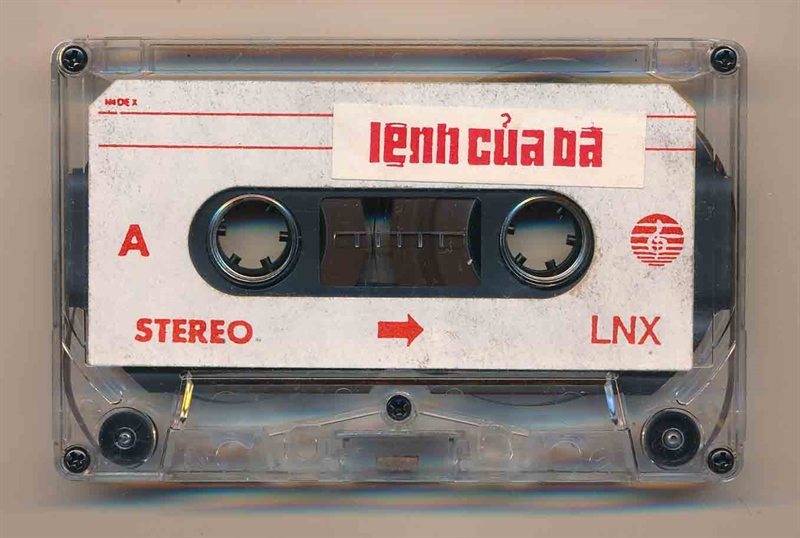 lệnh của bà
A
STEREO
LNX